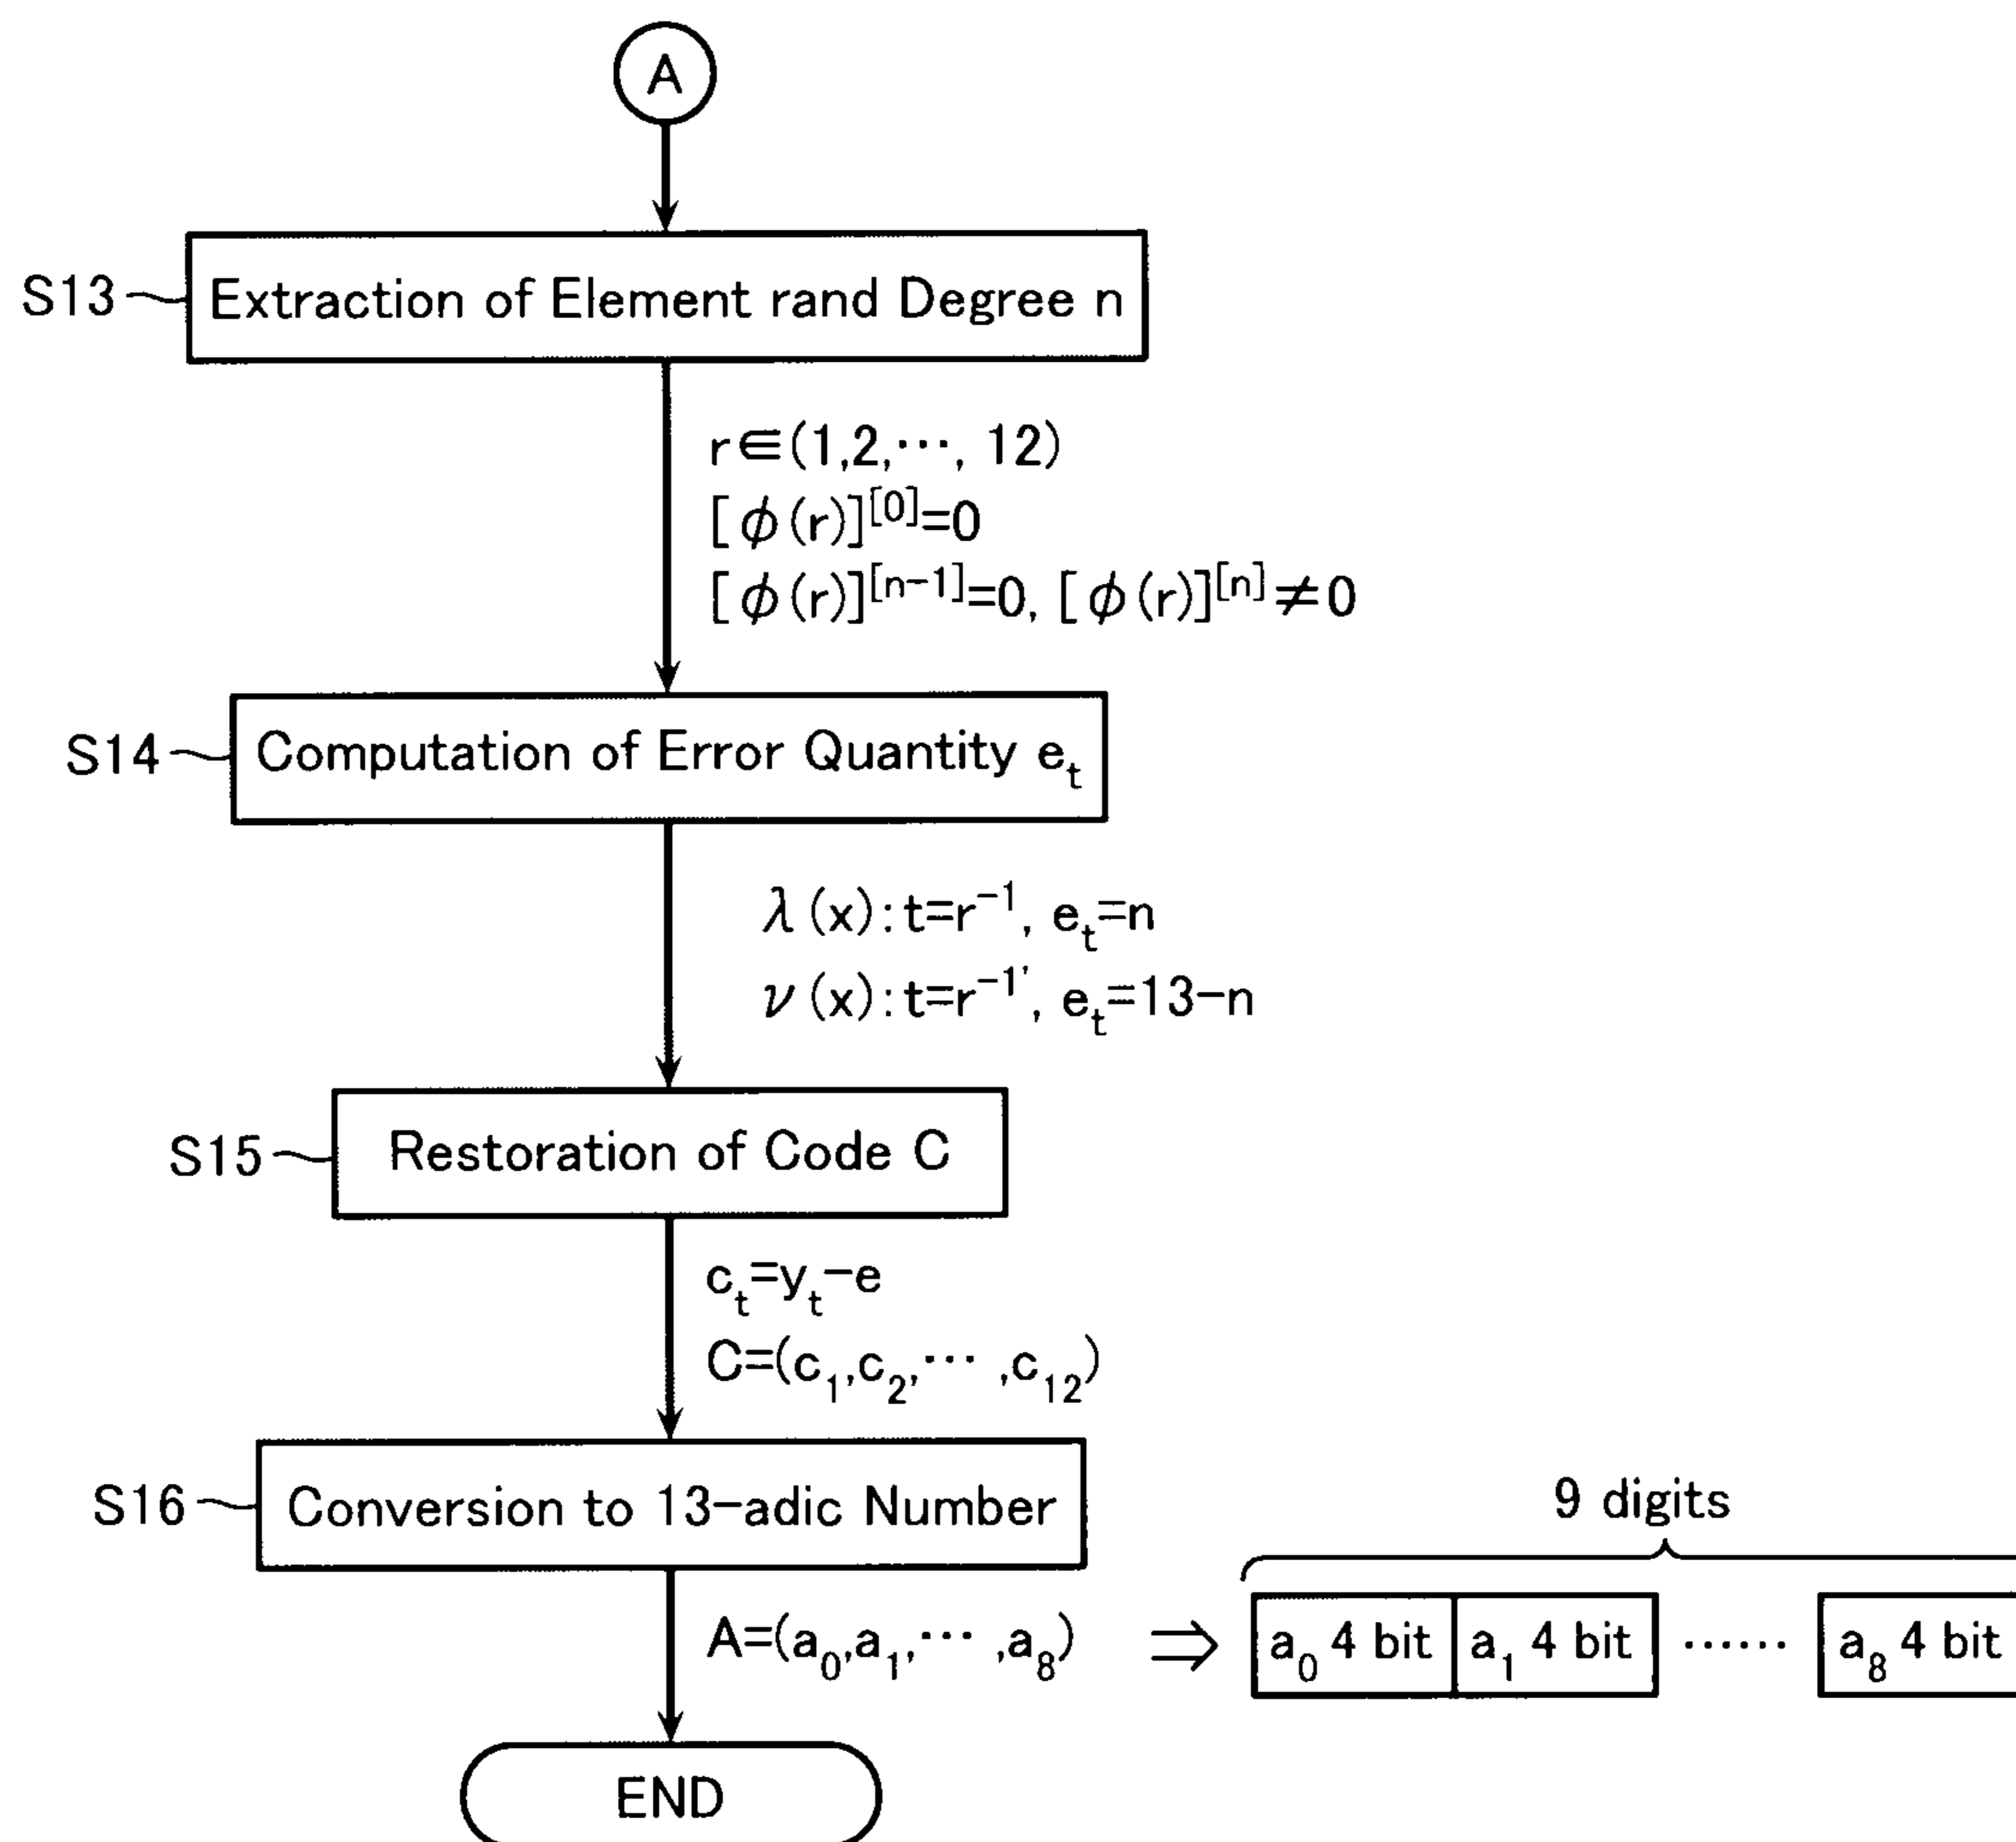 A
S13 Extraction of Element rand Degree n
r∈(1,2,⋯, 12)
[ϕ(r)]^[0]=0
[ϕ(r)]^[n−1]=0, [ϕ(r)]^[n]≠0
S14 Computation of Error Quantity e_t
λ(x):t=r^−1, e_t=n
ν(x):t=r^−1', e_t=13−n
S15 Restoration of Code C
c_t=y_t−e
C=(c_1,c_2,⋯ ,c_12)
S16 Conversion to 13−adic Number
9 digits
A=(a_0,a_1,⋯ ,a_8) ⇒ a_0 4 bit a_1 4 bit ⋯⋯ a_8 4 bit
END